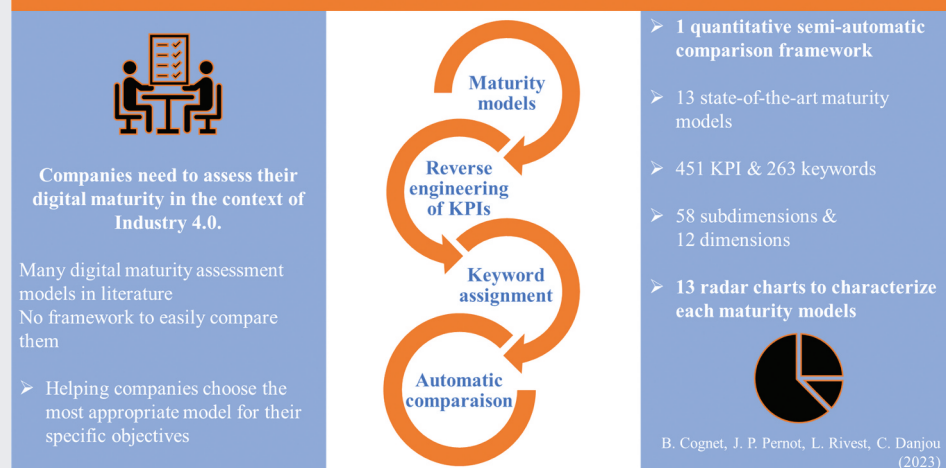 Companies need to assess their
digital maturity in the context of
Industry 4.0.
Many digital maturity assessment
models in literature
No framework to easily compare
them
➢ Helping companies choose the
most appropriate model for their
specific objectives
Maturity
models
Reverse
engineering
of KPIs
Keyword
assignment
Automatic
comparaison
➢ 1 quantitative semi-automatic
comparison framework
➢ 13 state-of-the-art maturity
models
➢ 451 KPI & 263 keywords
➢ 58 subdimensions &
12 dimensions
➢ 13 radar charts to characterize
each maturity models
B. Cognet, J. P. Pernot, L. Rivest, C. Danjou
(2023)